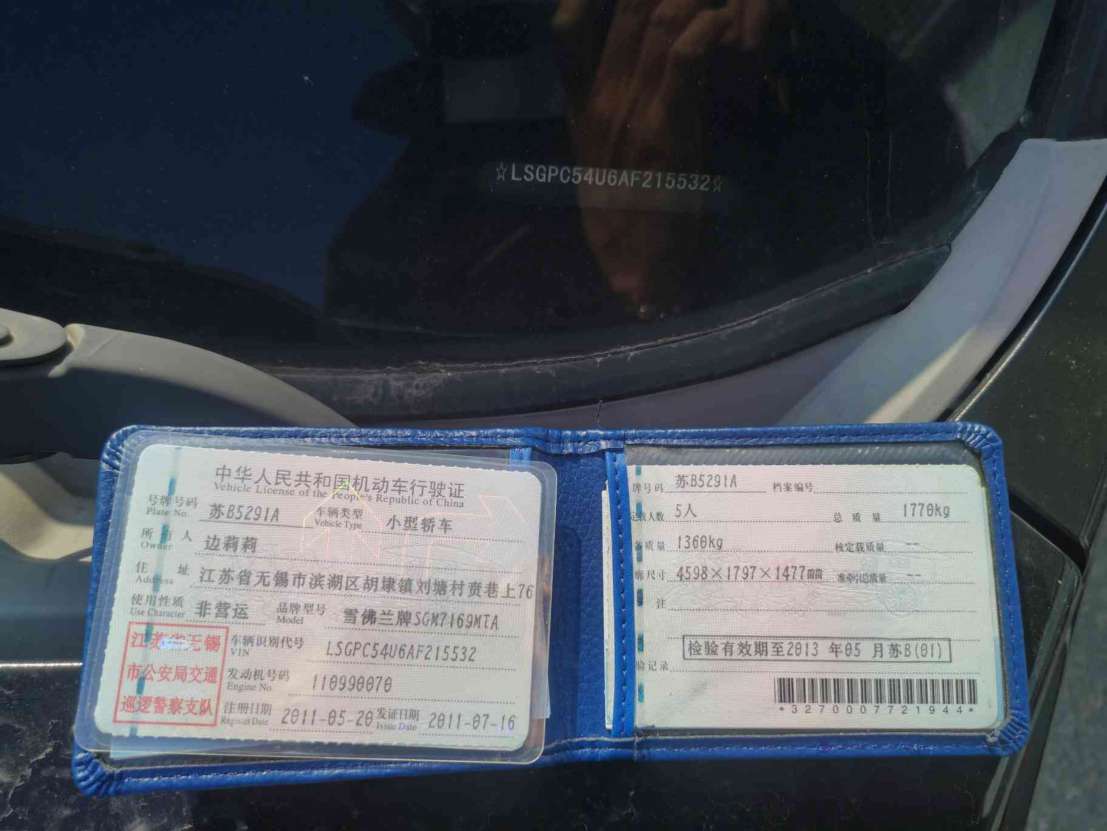 ☆LSGPC54U6AF215532☆
中华人民共和国机动车行驶证
Vehicle License of the People's Republic of China
号牌号码 Plate No. 苏B5291A 车辆类型 Vehicle Type 小型轿车
所有人 Owner 边莉莉
住址 Address 江苏省无锡市滨湖区胡埭镇刘塘村贲巷上76
使用性质 Use Character 非营运 品牌型号 Model 雪佛兰牌SGM7169MTA
江苏省无锡
市公安局交通
巡逻警察支队
车辆识别代号 VIN LSGPC54U6AF215532
发动机号码 Engine No. 110990070
注册日期 Register Date 2011-05-20 发证日期 Issue Date 2011-07-16
牌号码 苏B5291A 档案编号
定载人数 5人 总质量 1770kg
备质量 1360kg 核定载质量 --
廓尺寸 4598×1797×1477mm 准牵引总质量 --
注
检验有效期至2013 年05 月苏B(01)
验记录
*3270007721944*